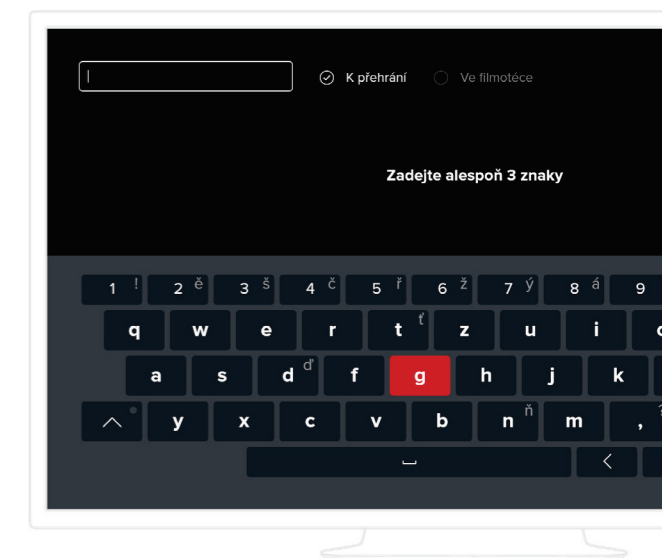 K přehrání Ve filmotéce
Zadejte alespoň 3 znaky
1 ! 2 ě 3 š 4 č 5 ř 6 ž 7 ý 8 á 9
q w e r t ť z u i
a s d ď f g h j k
y x c v b n ň m , ?